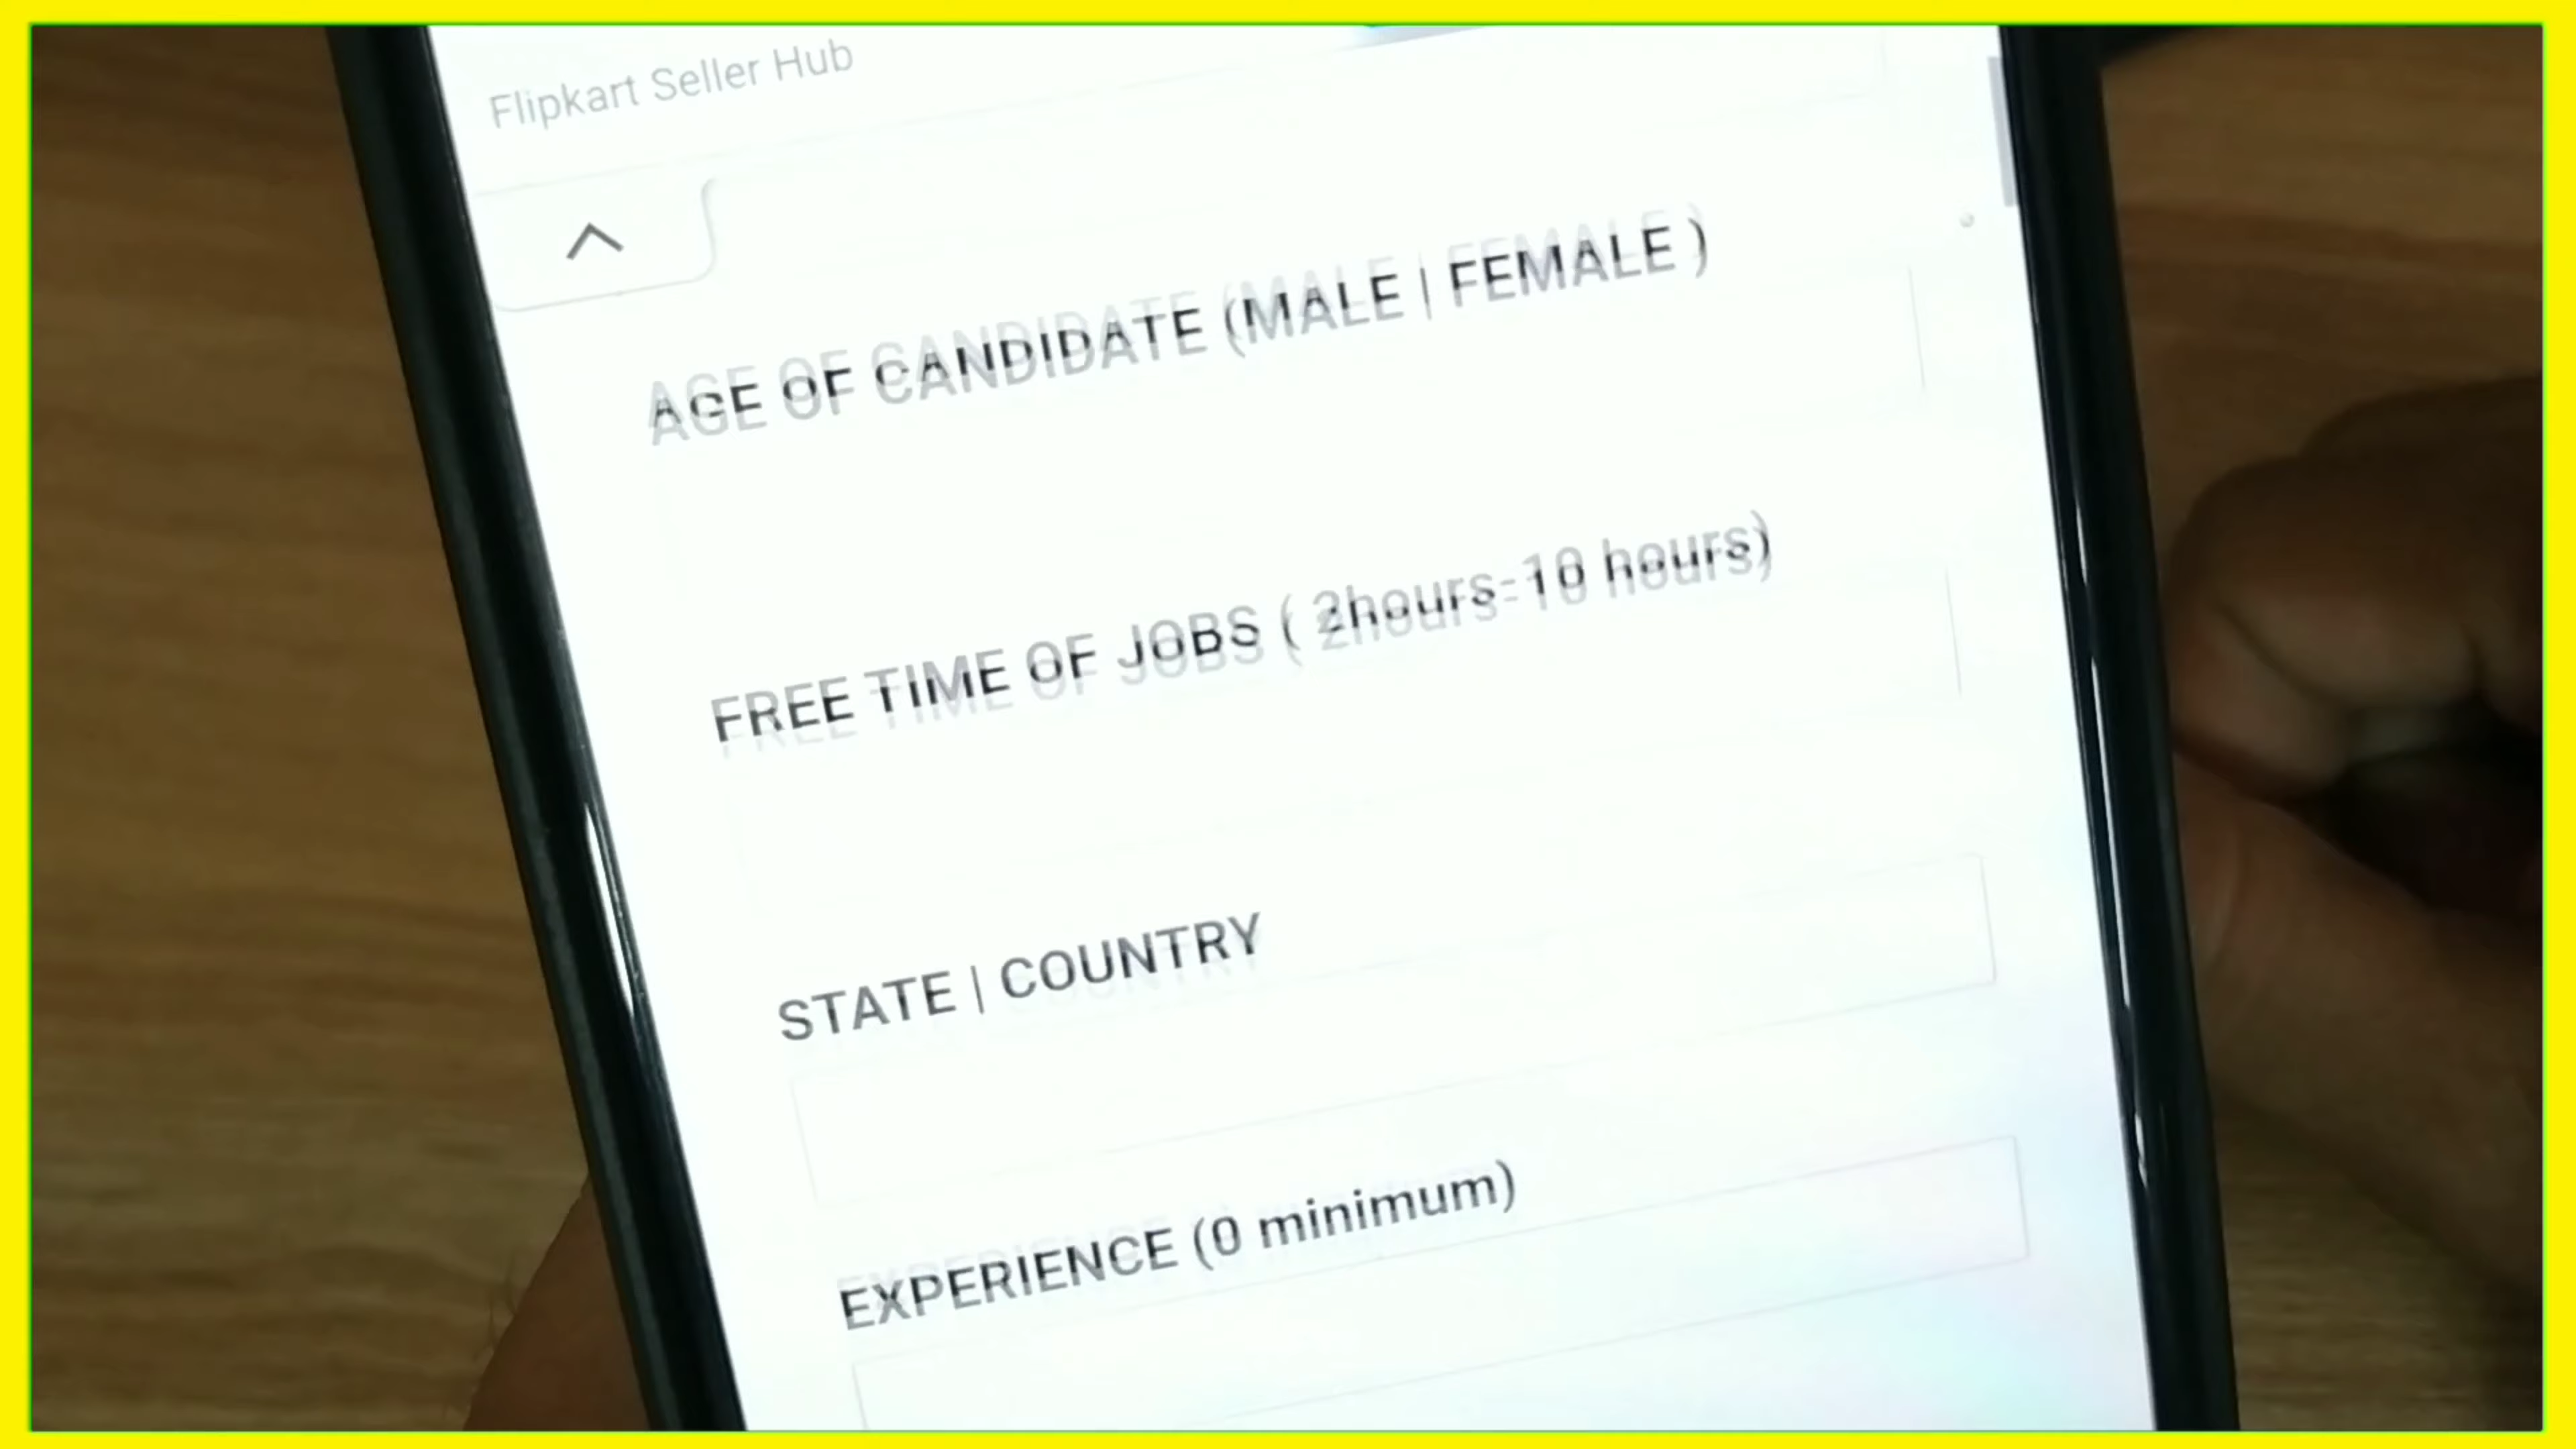 Flipkart Seller Hub
AGE OF CANDIDATE (MALE | FEMALE )
FREE TIME OF JOBS ( 2hours-10 hours)
STATE | COUNTRY
EXPERIENCE (0 minimum)